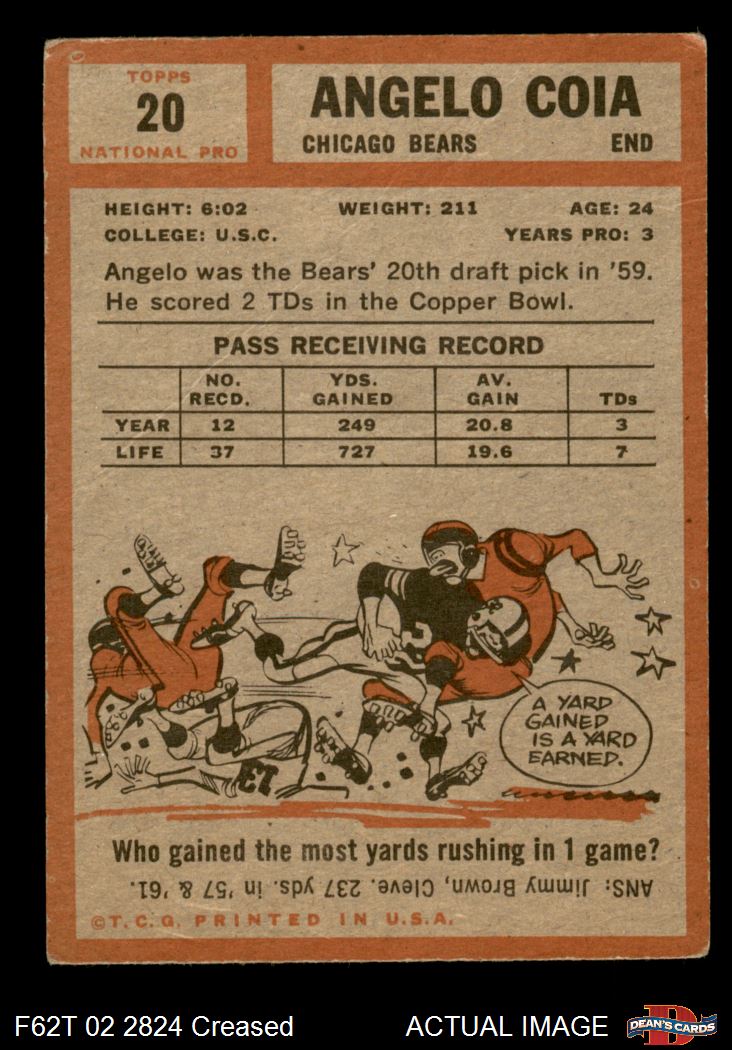 TOPPS
20
NATIONAL PRO
ANGELO COIA
CHICAGO BEARS END
HEIGHT: 6:02 WEIGHT: 211 AGE: 24
COLLEGE: U.S.C. YEARS PRO: 3
Angelo was the Bears' 20th draft pick in '59.
He scored 2 TDs in the Copper Bowl.
PASS RECEIVING RECORD
NO. RECD. YDS. GAINED AV. GAIN TDs
YEAR 12 249 20.8 3
LIFE 37 727 19.6 7
A YARD
GAINED
IS A YARD
EARNED.
Who gained the most yards rushing in 1 game?
ANS: Jimmy Brown, Cleve. 237 yds. in '57 & '61.
©T.C.G. PRINTED IN U.S.A.
F62T 02 2824 Creased ACTUAL IMAGE
D
DEAN'S CARDS